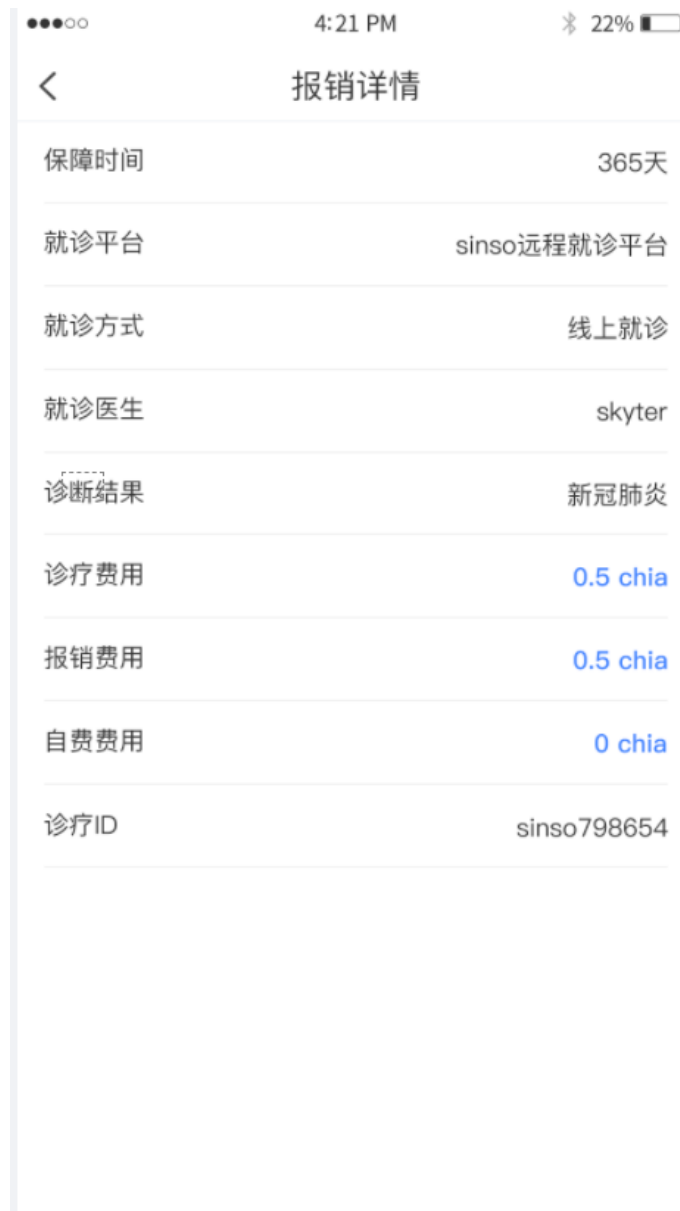 4:21 PM 22%
报销详情
保障时间 365天
就诊平台 sinso远程就诊平台
就诊方式 线上就诊
就诊医生 skyter
诊断结果 新冠肺炎
诊疗费用 0.5 chia
报销费用 0.5 chia
自费费用 0 chia
诊疗ID sinso798654